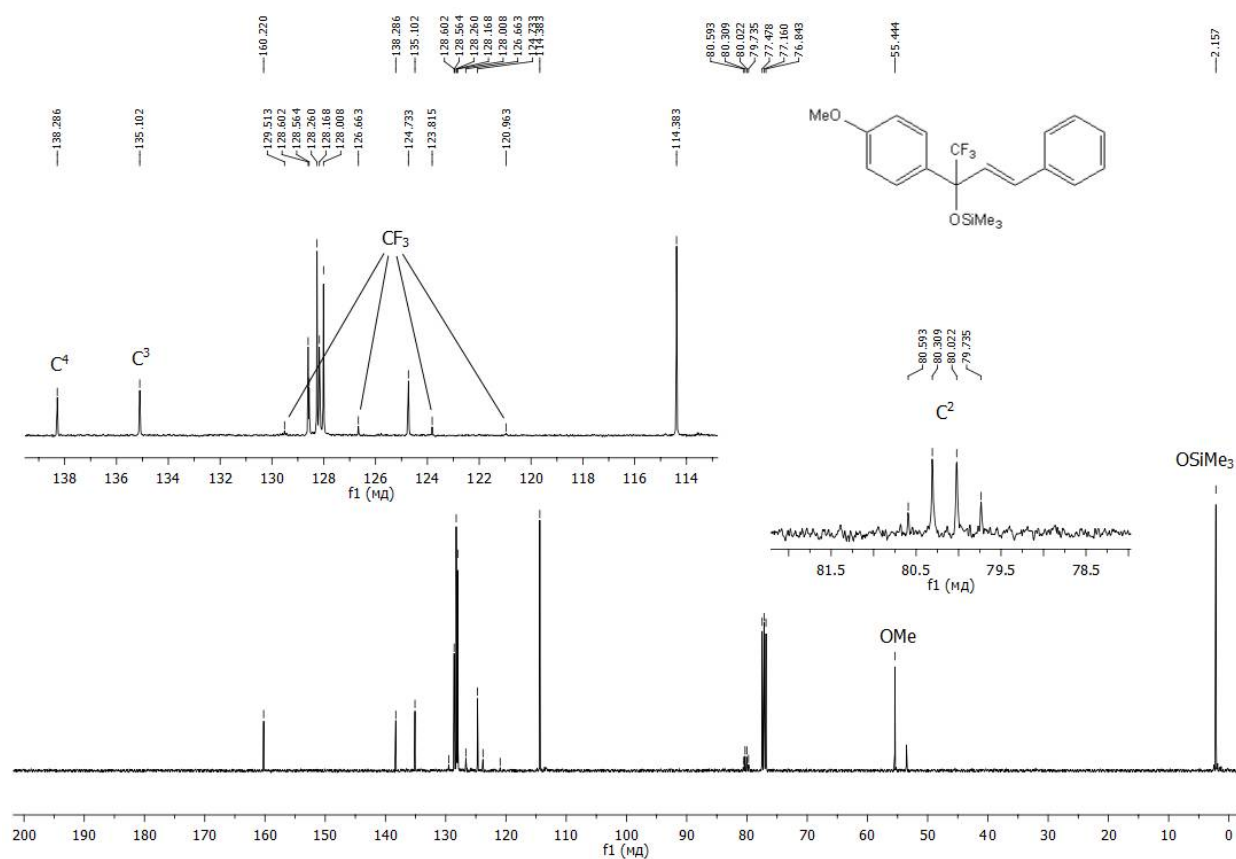 160.220 138.286 135.102 128.602 128.564 128.260 128.168 128.008 126.663 124.733 114.383 80.593 80.309 80.022 79.735 77.478 77.160 76.843 55.444 2.157
138.286 135.102 129.513 128.602 128.564 128.260 128.168 128.008 126.663 124.733 123.815 120.963 114.383
MeO
CF3
OSiMe3
CF3
C4 C3
138 136 134 132 130 128 126 124 122 120 118 116 114
f1 (мд)
80.593 80.309 80.022 79.735
C2
81.5 80.5 79.5 78.5
f1 (мд)
OSiMe3
OMe
200 190 180 170 160 150 140 130 120 110 100 90 80 70 60 50 40 30 20 10 0
f1 (мд)